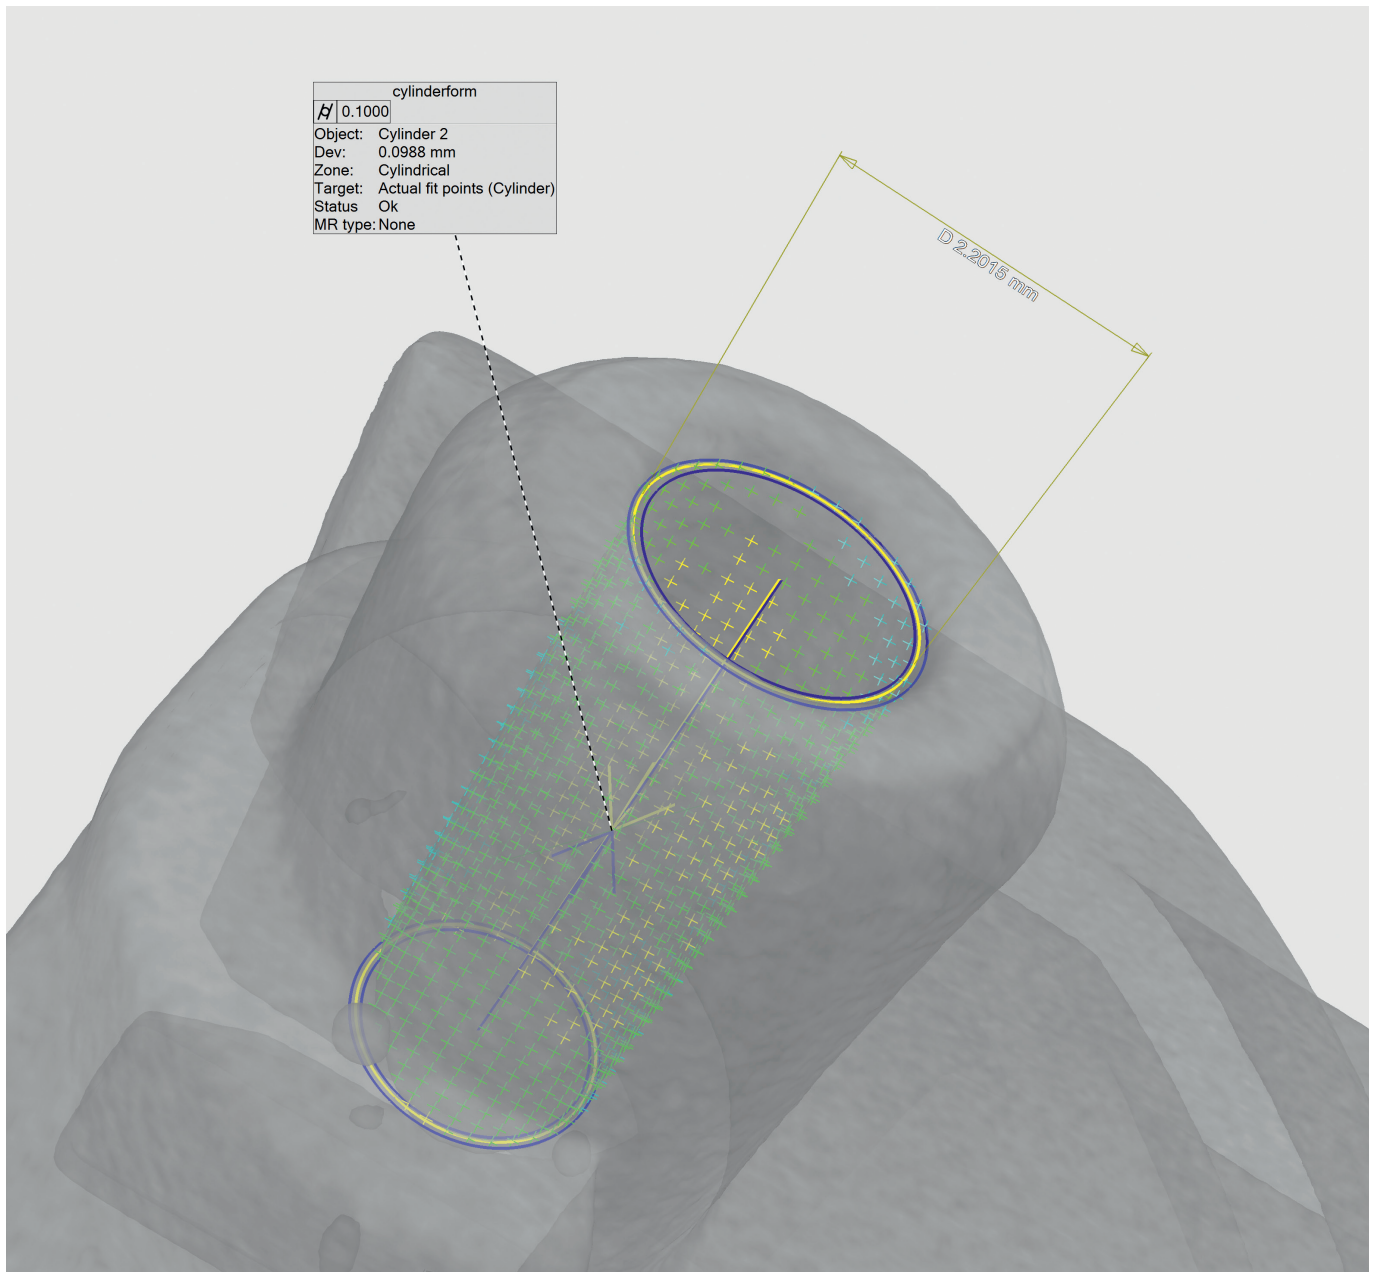 cylinderform
⌭ 0.1000
Object: Cylinder 2
Dev: 0.0988 mm
Zone: Cylindrical
Target: Actual fit points (Cylinder)
Status Ok
MR type: None
D 2.2015 mm